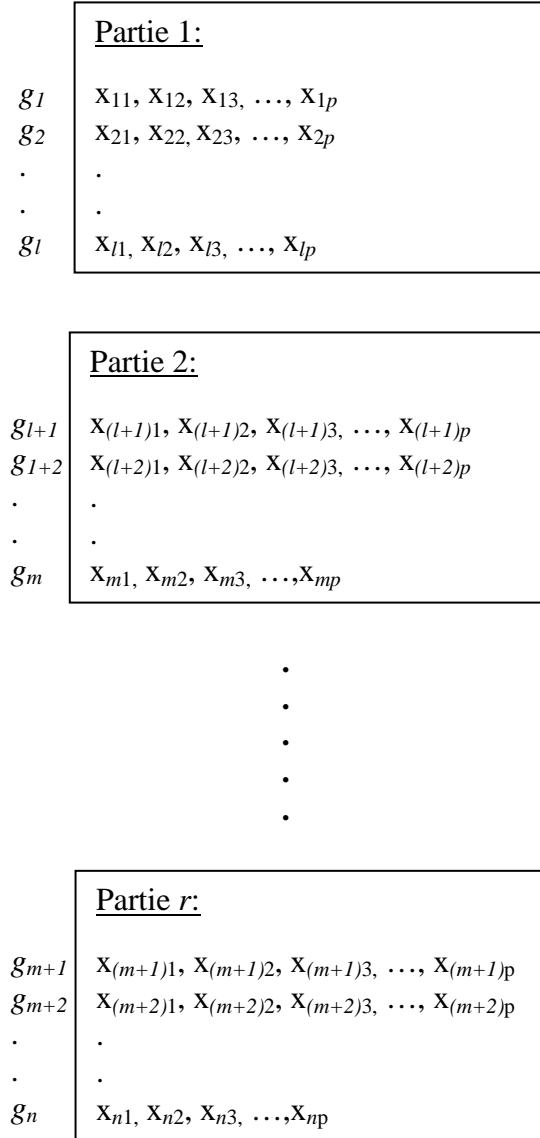 Partie 1:
g1 x11, x12, x13, …, x1p
g2 x21, x22, x23, …, x2p
. .
. .
gl xl1, xl2, xl3, …, xlp
Partie 2:
gl+1 x(l+1)1, x(l+1)2, x(l+1)3, …, x(l+1)p
g1+2 x(l+2)1, x(l+2)2, x(l+2)3, …, x(l+2)p
. .
. .
gm xm1, xm2, xm3, …,xmp
.
.
.
.
.
Partie r:
gm+1 x(m+1)1, x(m+1)2, x(m+1)3, …, x(m+1)p
gm+2 x(m+2)1, x(m+2)2, x(m+2)3, …, x(m+2)p
. .
. .
gn xn1, xn2, xn3, …,xnp